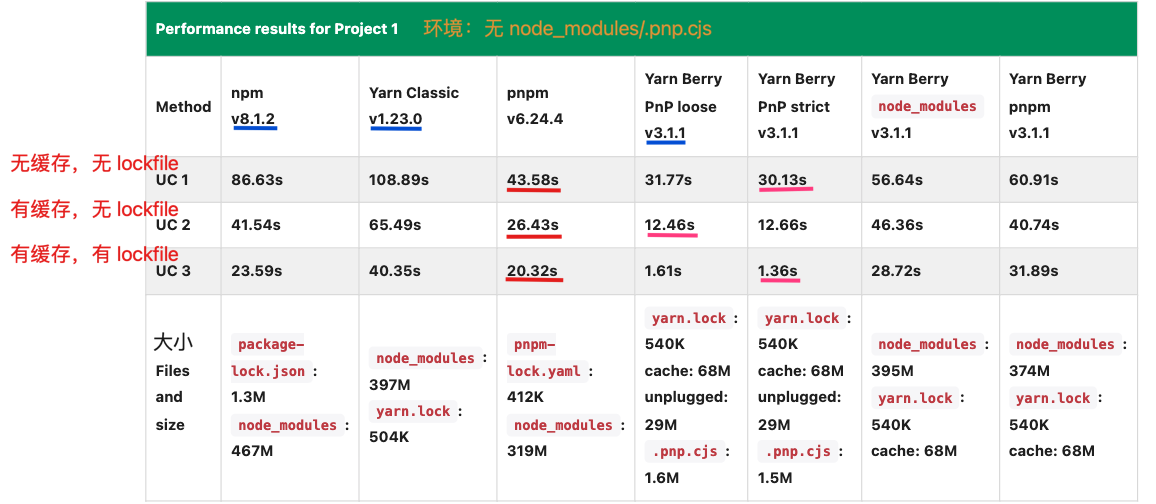 Performance results for Project 1 环境：无 node_modules/.pnp.cjs
Method
npm
v8.1.2
Yarn Classic
v1.23.0
pnpm
v6.24.4
Yarn Berry
PnP loose
v3.1.1
Yarn Berry
PnP strict
v3.1.1
Yarn Berry
node_modules
v3.1.1
Yarn Berry
pnpm
v3.1.1
无缓存，无 lockfile
UC 1 86.63s 108.89s 43.58s 31.77s 30.13s 56.64s 60.91s
有缓存，无 lockfile
UC 2 41.54s 65.49s 26.43s 12.46s 12.66s 46.36s 40.74s
有缓存，有 lockfile
UC 3 23.59s 40.35s 20.32s 1.61s 1.36s 28.72s 31.89s
大小
Files
and
size
package-
lock.json :
1.3M
node_modules :
467M
node_modules :
397M
yarn.lock :
504K
pnpm-
lock.yaml :
412K
node_modules :
319M
yarn.lock :
540K
cache: 68M
unplugged:
29M
.pnp.cjs :
1.6M
yarn.lock :
540K
cache: 68M
unplugged:
29M
.pnp.cjs :
1.5M
node_modules :
395M
yarn.lock :
540K
cache: 68M
node_modules :
374M
yarn.lock :
540K
cache: 68M